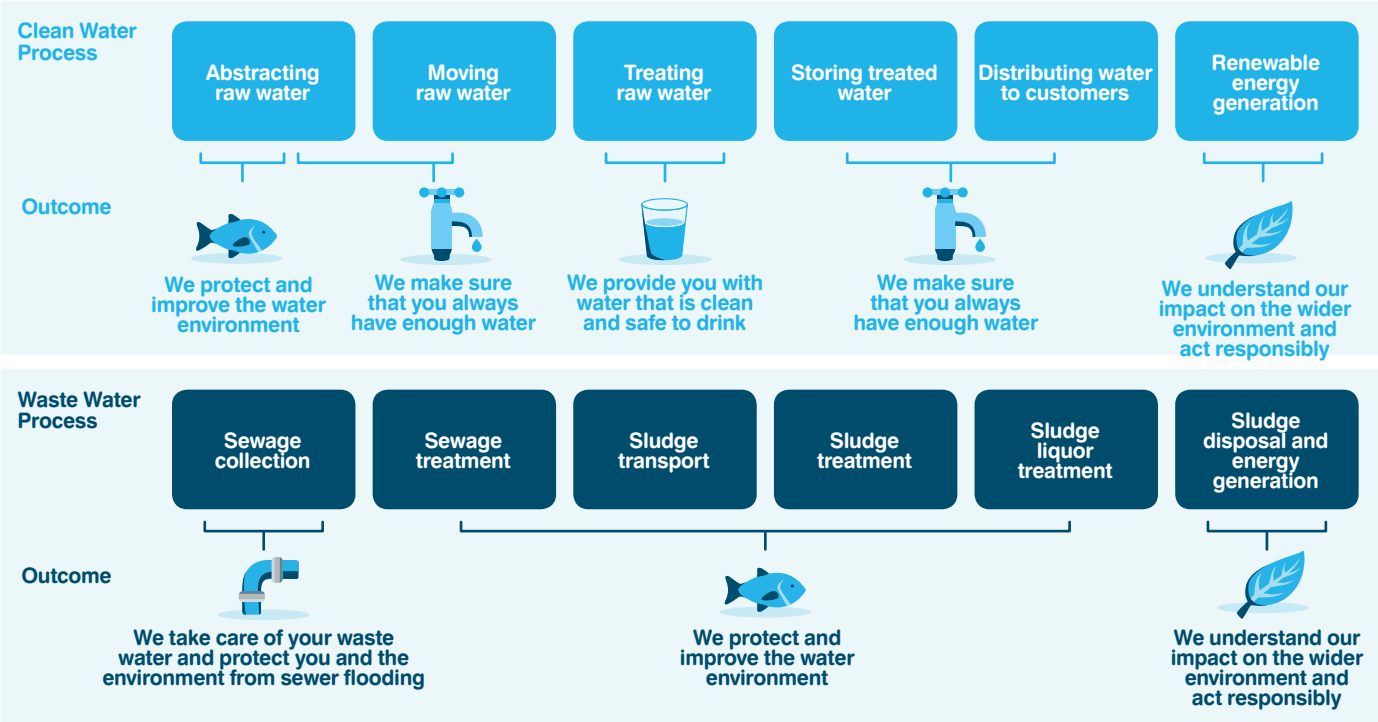 Clean Water
Process
Abstracting
raw water
Moving
raw water
Treating
raw water
Storing treated
water
Distributing water
to customers
Renewable
energy
generation
Outcome
We protect and
improve the water
environment
We make sure
that you always
have enough water
We provide you with
water that is clean
and safe to drink
We make sure
that you always
have enough water
We understand our
impact on the wider
environment and
act responsibly
Waste Water
Process
Sewage
collection
Sewage
treatment
Sludge
transport
Sludge
treatment
Sludge
liquor
treatment
Sludge
disposal and
energy
generation
Outcome
We take care of your waste
water and protect you and the
environment from sewer flooding
We protect and
improve the water
environment
We understand our
impact on the wider
environment and
act responsibly